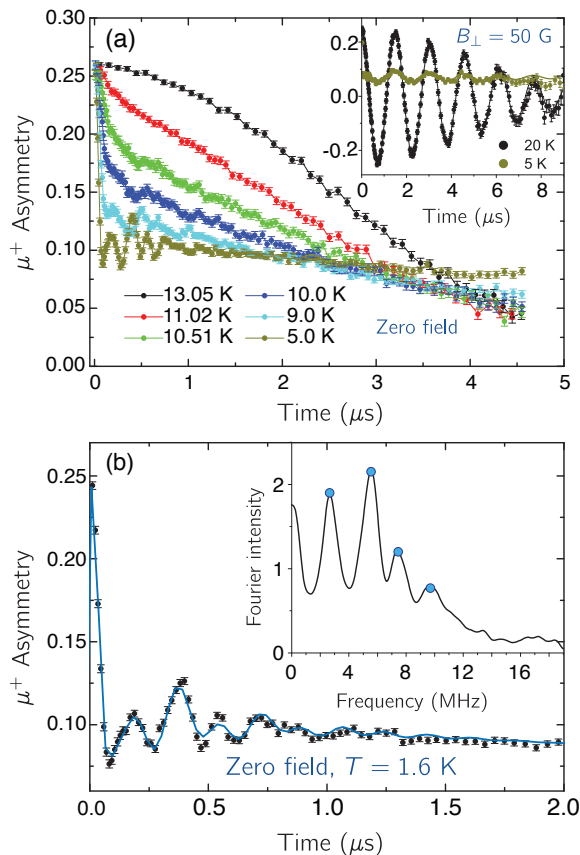 (a)
B⊥ = 50 G
0.2
0.0
-0.2
0 2 4 6 8
Time (μs)
20 K
5 K
0.30
0.25
0.20
0.15
0.10
0.05
0.00
μ+ Asymmetry
13.05 K 10.0 K
11.02 K 9.0 K
10.51 K 5.0 K
Zero field
0 1 2 3 4 5
Time (μs)
(b)
0.25
0.20
0.15
0.10
μ+ Asymmetry
2
1
0
Fourier intensity
0 4 8 12 16
Frequency (MHz)
Zero field, T = 1.6 K
0.0 0.5 1.0 1.5 2.0
Time (μs)